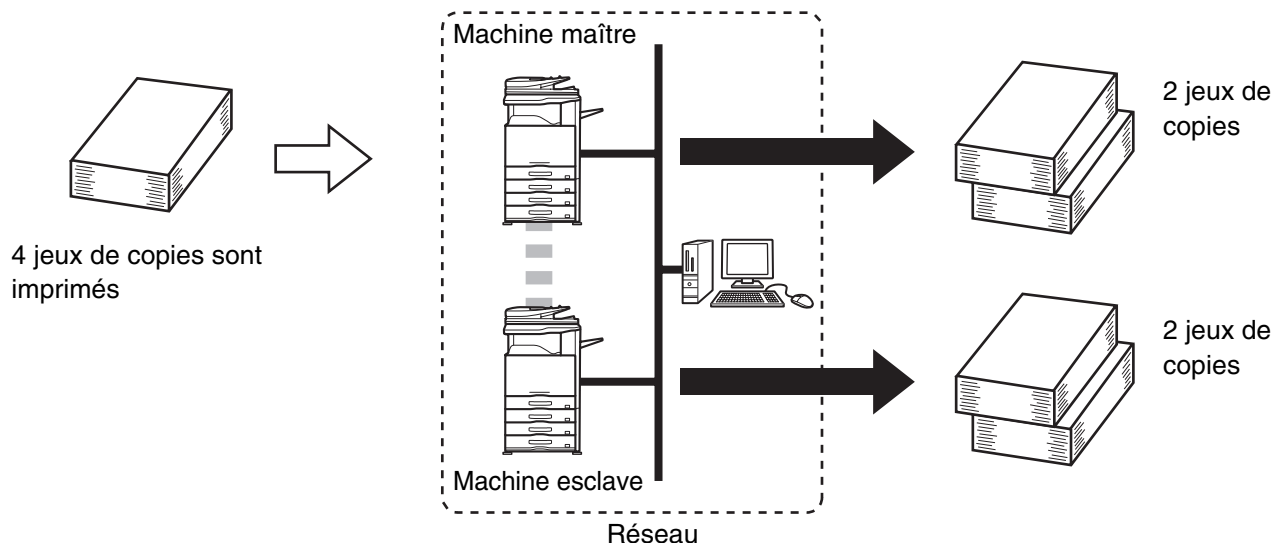 4 jeux de copies sont
imprimés
Machine maître
Machine esclave
Réseau
2 jeux de
copies
2 jeux de
copies